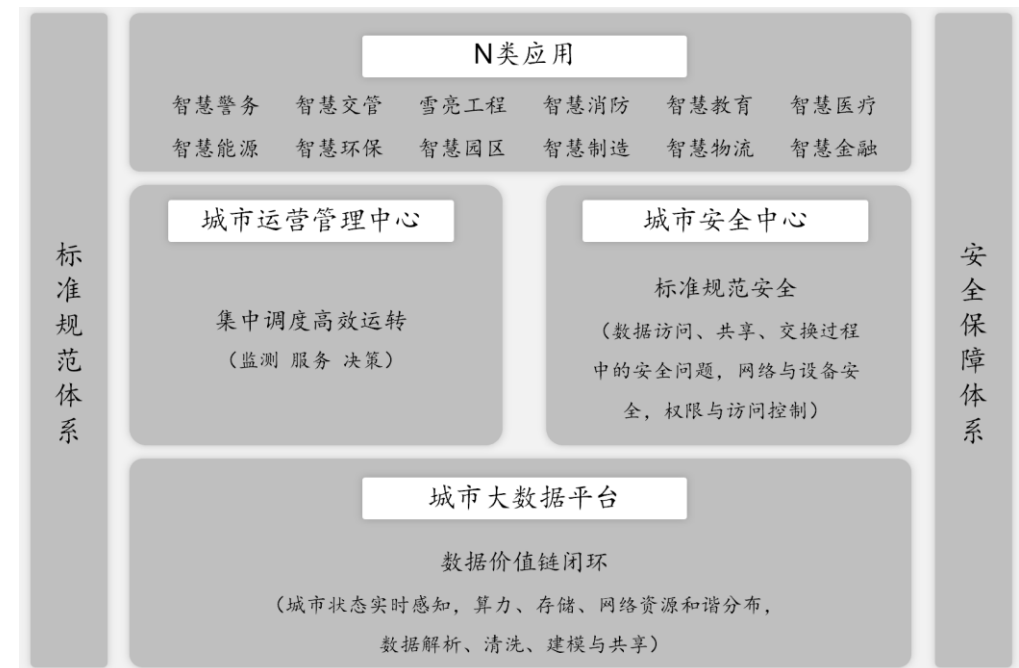 N类应用
智慧警务 智慧交管 雪亮工程 智慧消防 智慧教育 智慧医疗
智慧能源 智慧环保 智慧园区 智慧制造 智慧物流 智慧金融
标准规范体系
城市运营管理中心
集中调度高效运转
（监测 服务 决策）
城市安全中心
标准规范安全
（数据访问、共享、交换过程
中的安全问题，网络与设备安
全，权限与访问控制）
安全保障体系
城市大数据平台
数据价值链闭环
（城市状态实时感知，算力、存储、网络资源和谐分布，
数据解析、清洗、建模与共享）